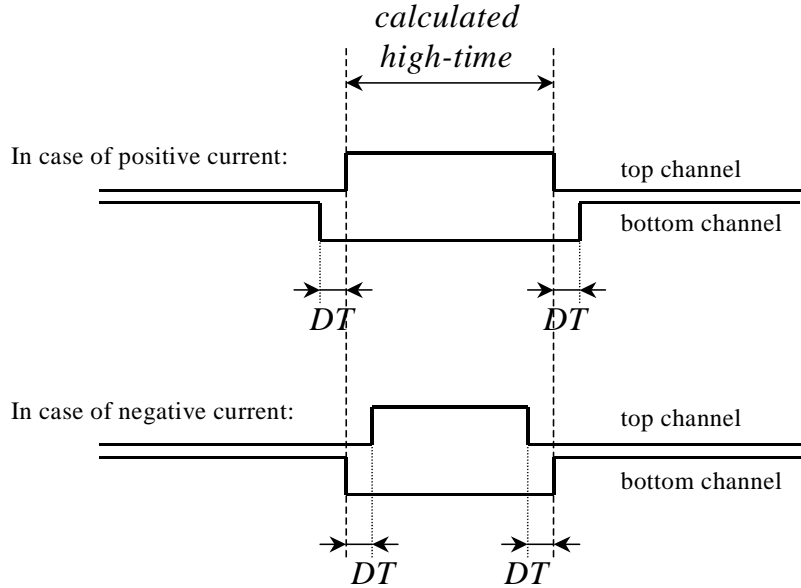 calculated
high-time
In case of positive current:
top channel
bottom channel
DT
DT
In case of negative current:
top channel
bottom channel
DT
DT